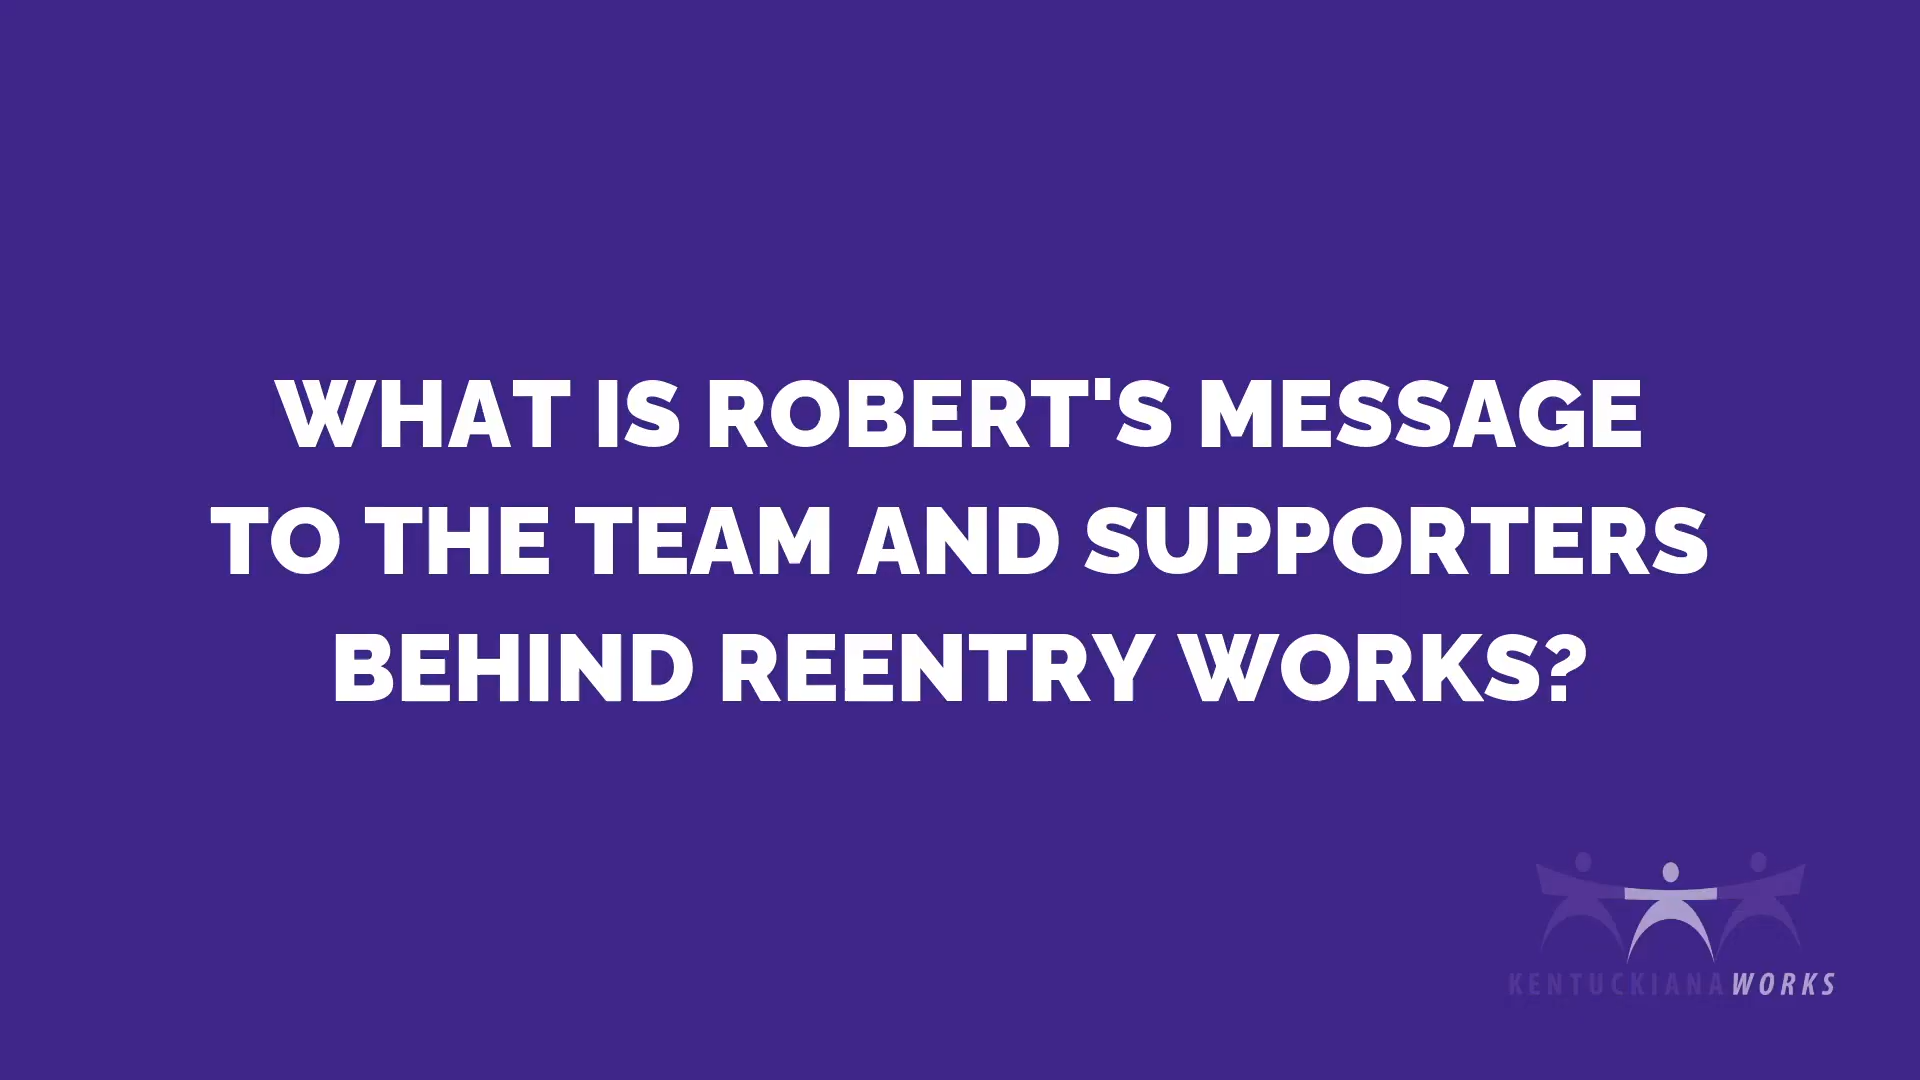 WHAT IS ROBERT'S MESSAGE
TO THE TEAM AND SUPPORTERS
BEHIND REENTRY WORKS?
KENTUCKIANAWORKS